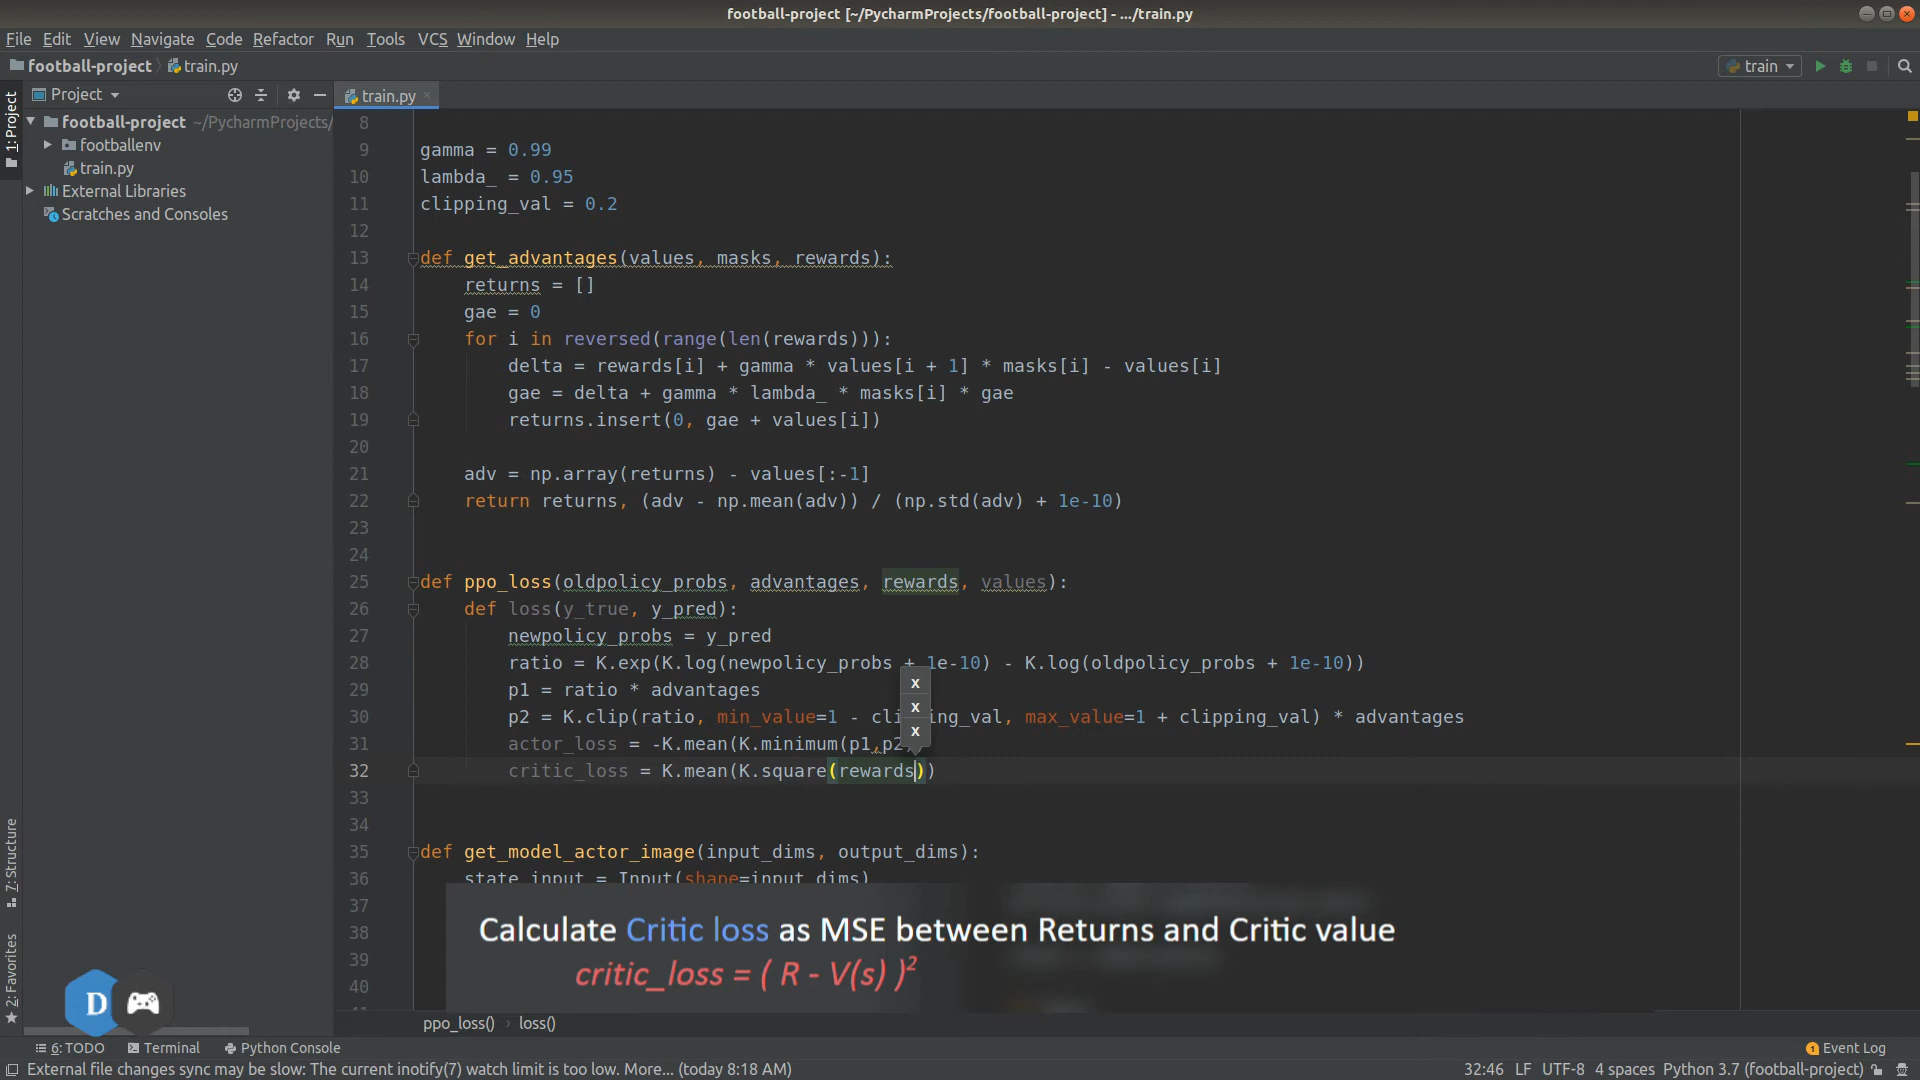 football-project [~/PycharmProjects/football-project] - .../train.py
File Edit View Navigate Code Refactor Run Tools VCS Window Help
football-project train.py train
Project train.py
1: Project
football-project ~/PycharmProjects/
footballenv
train.py
External Libraries
Scratches and Consoles
8
9 gamma = 0.99
10 lambda_ = 0.95
11 clipping_val = 0.2
12
13 def get_advantages(values, masks, rewards):
14 returns = []
15 gae = 0
16 for i in reversed(range(len(rewards))):
17 delta = rewards[i] + gamma * values[i + 1] * masks[i] - values[i]
18 gae = delta + gamma * lambda_ * masks[i] * gae
19 returns.insert(0, gae + values[i])
20
21 adv = np.array(returns) - values[:-1]
22 return returns, (adv - np.mean(adv)) / (np.std(adv) + 1e-10)
23
24
25 def ppo_loss(oldpolicy_probs, advantages, rewards, values):
26 def loss(y_true, y_pred):
27 newpolicy_probs = y_pred
28 ratio = K.exp(K.log(newpolicy_probs + 1e-10) - K.log(oldpolicy_probs + 1e-10))
x
29 p1 = ratio * advantages
x
30 p2 = K.clip(ratio, min_value=1 - cli ing_val, max_value=1 + clipping_val) * advantages
x
31 actor_loss = -K.mean(K.minimum(p1,p2
32 critic_loss = K.mean(K.square(rewards))
33
34
35 def get_model_actor_image(input_dims, output_dims):
36 state_input = Input(shape=input_dims)
37
38
39
40
Calculate Critic loss as MSE between Returns and Critic value
critic_loss = ( R - V(s) )²
7: Structure
2: Favorites
D
ppo_loss() loss()
6: TODO Terminal Python Console 1 Event Log
External file changes sync may be slow: The current inotify(7) watch limit is too low. More... (today 8:18 AM) 32:46 LF UTF-8 4 spaces Python 3.7 (football-project)